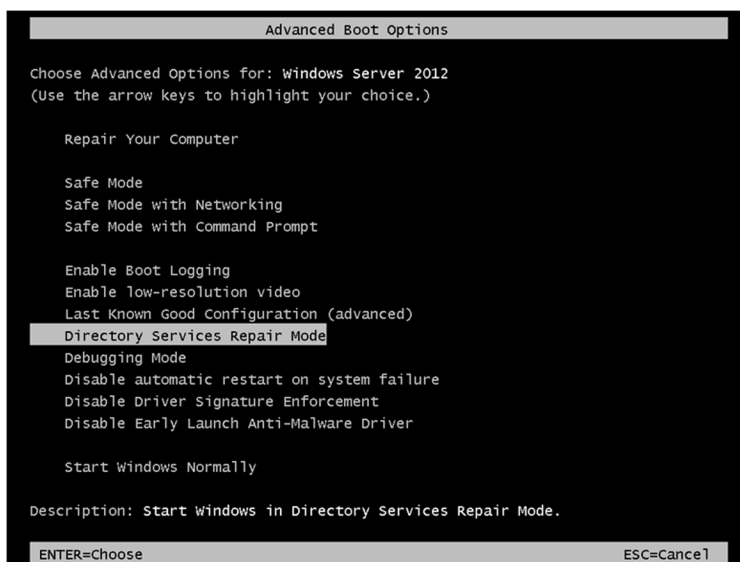 Advanced Boot Options
Choose Advanced Options for: Windows Server 2012
(Use the arrow keys to highlight your choice.)
Repair Your Computer
Safe Mode
Safe Mode with Networking
Safe Mode with Command Prompt
Enable Boot Logging
Enable low-resolution video
Last Known Good Configuration (advanced)
Directory Services Repair Mode
Debugging Mode
Disable automatic restart on system failure
Disable Driver Signature Enforcement
Disable Early Launch Anti-Malware Driver
Start Windows Normally
Description: Start Windows in Directory Services Repair Mode.
ENTER=Choose ESC=Cancel